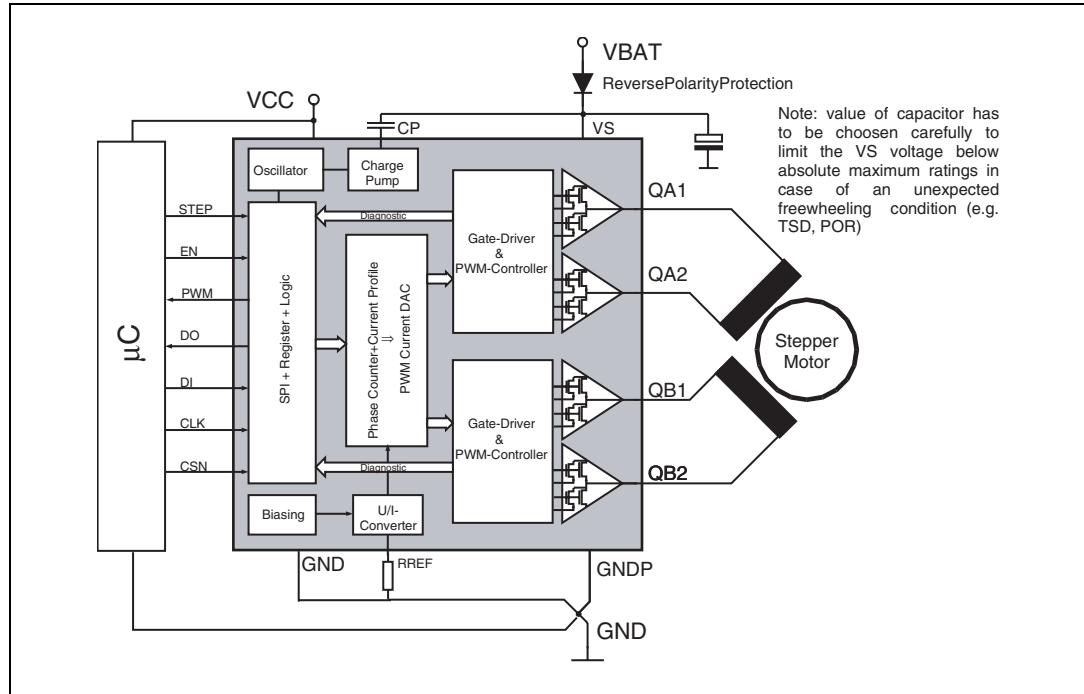 VBAT
ReversePolarityProtection
VCC
CP
VS
Note: value of capacitor has
to be choosen carefully to
limit the VS voltage below
absolute maximum ratings in
case of an unexpected
freewheeling condition (e.g.
TSD, POR)
Oscillator
Charge
Pump
QA1
STEP
Diagnostic
Gate-Driver
&
PWM-Controller
EN
QA2
PWM
µC
DO
SPI + Register + Logic
Phase Counter+Current Profile
⇓
PWM Current DAC
Stepper
Motor
DI
QB1
CLK
Gate-Driver
&
PWM-Controller
CSN
Diagnostic
QB2
Biasing
U/I-
Converter
GND
RREF
GNDP
GND